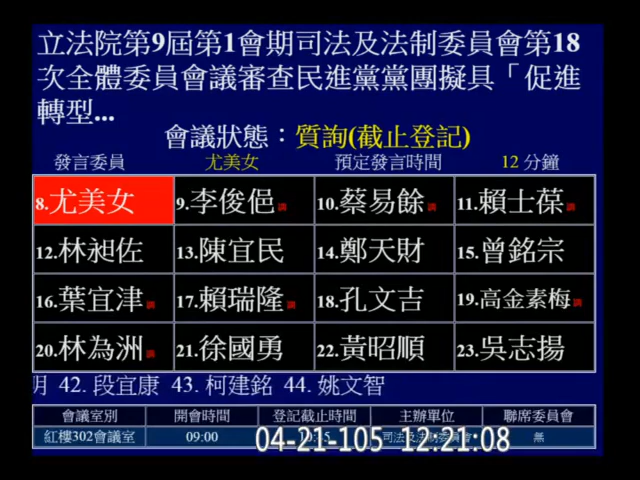 立法院第9屆第1會期司法及法制委員會第18
次全體委員會議審查民進黨黨團擬具「促進
轉型...
會議狀態：質詢(截止登記)
發言委員 尤美女 預定發言時間 12分鐘
8.尤美女 9.李俊俋 10.蔡易餘 11.賴士葆
12.林昶佐 13.陳宜民 14.鄭天財 15.曾銘宗
16.葉宜津 17.賴瑞隆 18.孔文吉 19.高金素梅
20.林為洲 21.徐國勇 22.黃昭順 23.吳志揚
42. 段宜康 43. 柯建銘 44. 姚文智
會議室別 開會時間 登記截止時間 主辦單位 聯席委員會
紅樓302會議室 09:00 司法及法制委員會 無
04-21-105 12:21:08